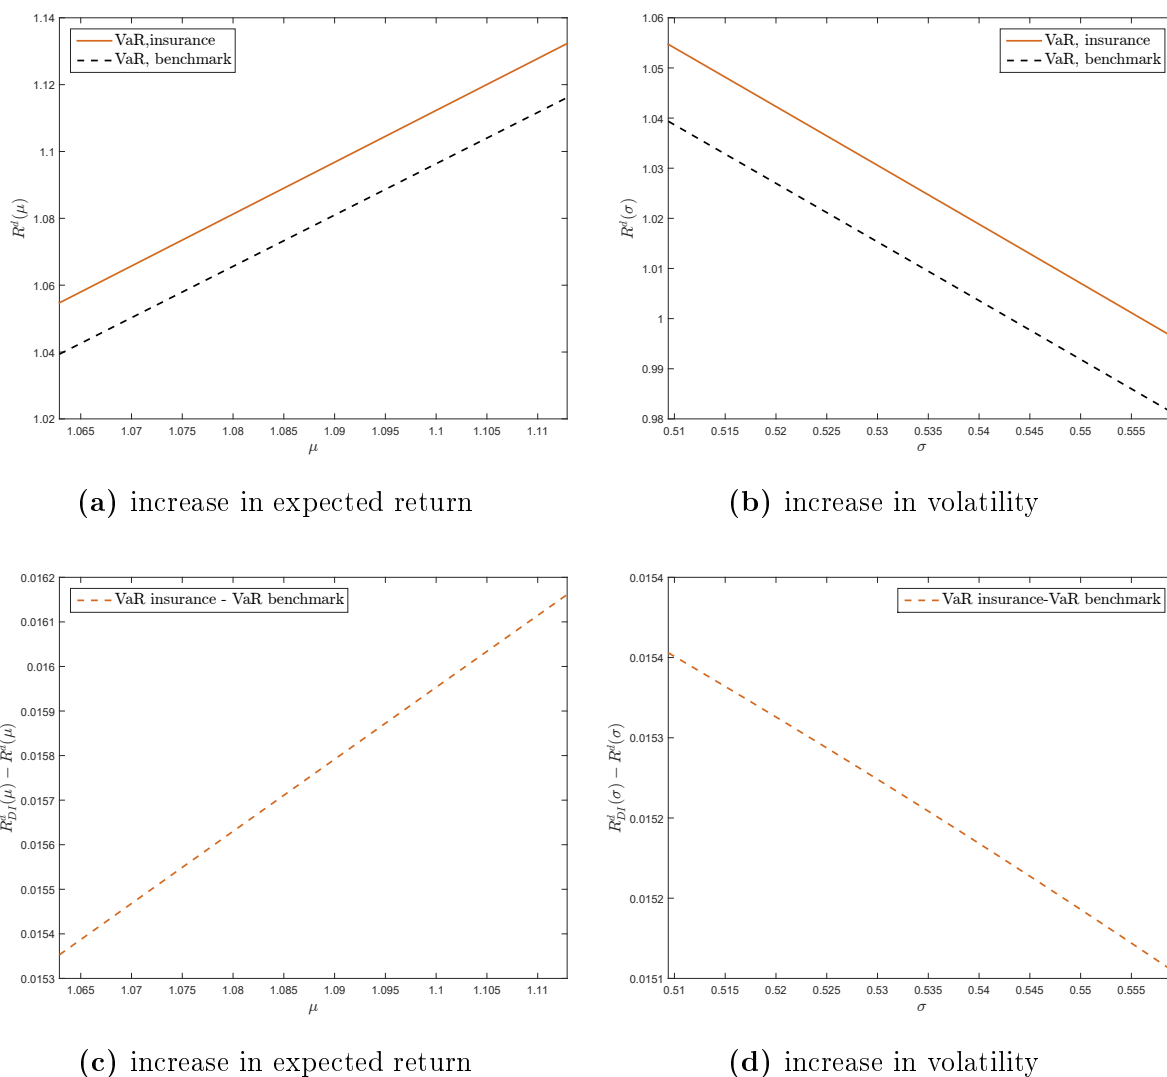 1.14
1.12
1.1
1.08
1.06
1.04
1.02
R^d(μ)
VaR,insurance
VaR, benchmark
1.065 1.07 1.075 1.08 1.085 1.09 1.095 1.1 1.105 1.11
μ
(a) increase in expected return
1.06
1.05
1.04
1.03
1.02
1.01
1
0.99
0.98
R^d(σ)
VaR, insurance
VaR, benchmark
0.51 0.515 0.52 0.525 0.53 0.535 0.54 0.545 0.55 0.555
σ
(b) increase in volatility
0.0162
0.0161
0.016
0.0159
0.0158
0.0157
0.0156
0.0155
0.0154
0.0153
R^d_{DI}(μ) − R^d(μ)
VaR insurance - VaR benchmark
1.065 1.07 1.075 1.08 1.085 1.09 1.095 1.1 1.105 1.11
μ
(c) increase in expected return
0.0154
0.0154
0.0153
0.0152
0.0152
0.0151
R^d_{DI}(σ) − R^d(σ)
VaR insurance-VaR benchmark
0.51 0.515 0.52 0.525 0.53 0.535 0.54 0.545 0.55 0.555
σ
(d) increase in volatility